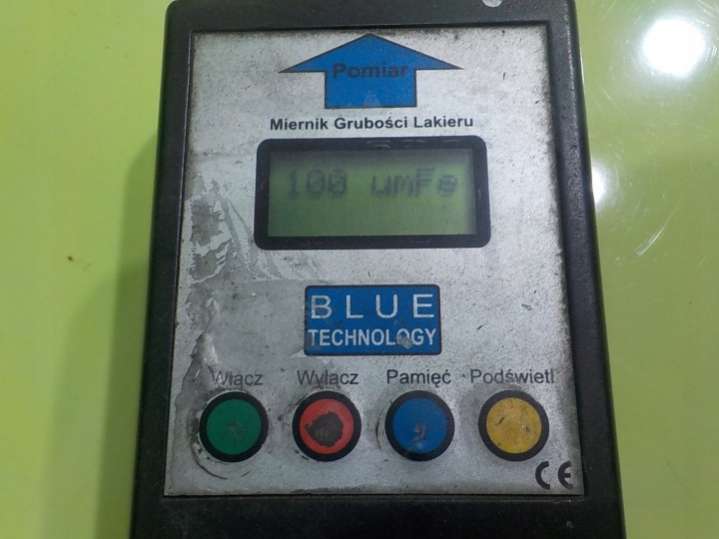 Pomiar
Miernik Grubości Lakieru
100 umFe
BLUE
TECHNOLOGY
Włącz Wyłącz Pamięć Podświetl
CE